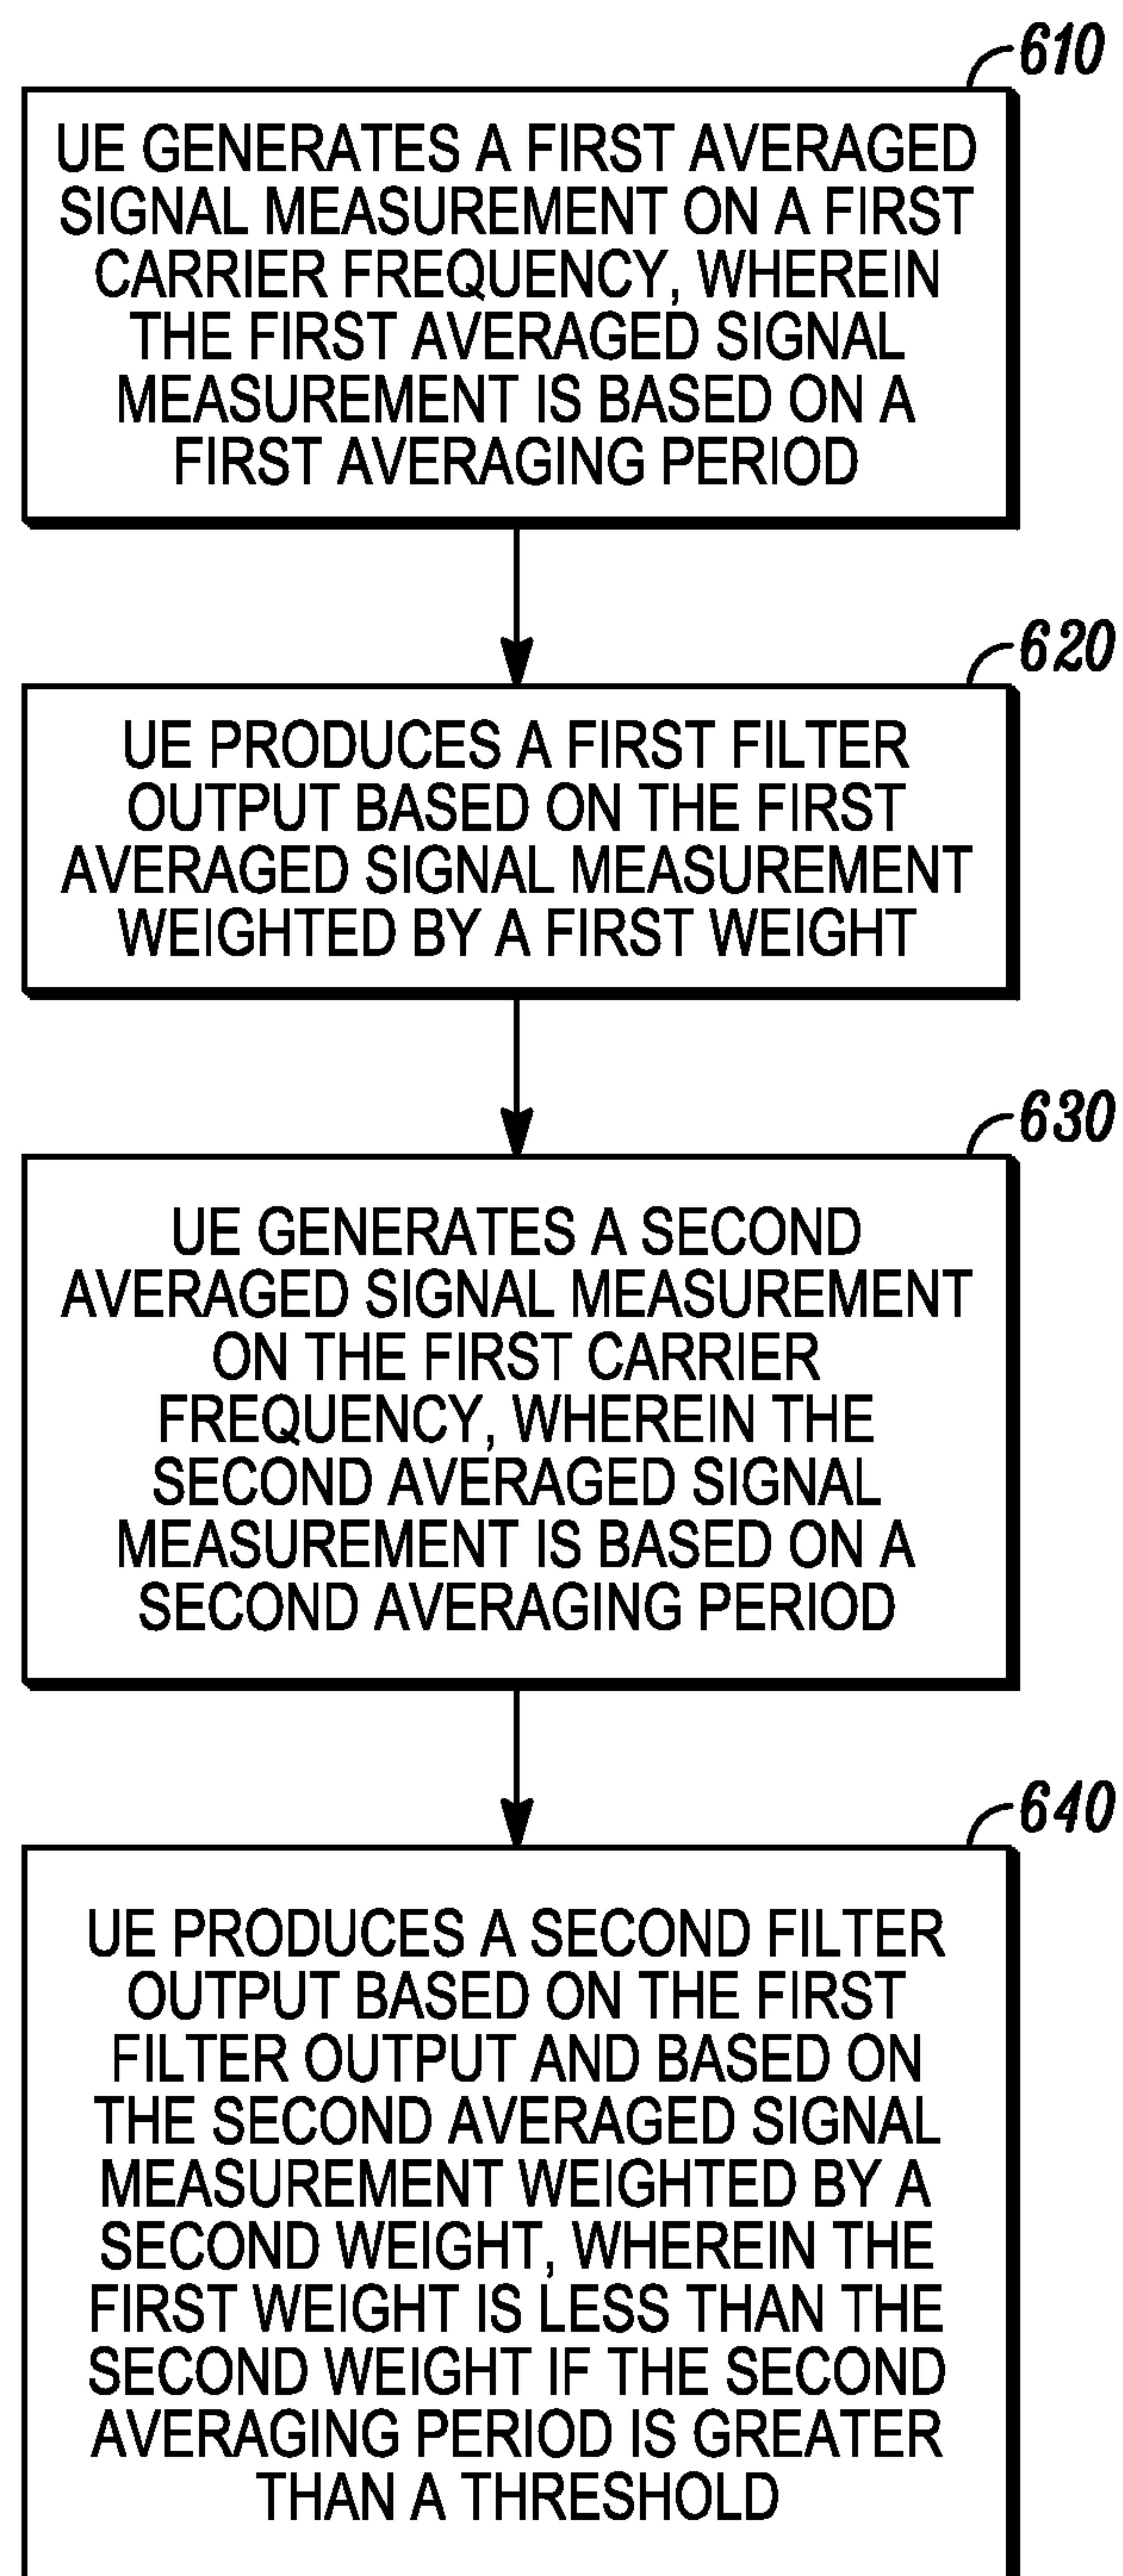 610
UE GENERATES A FIRST AVERAGED
SIGNAL MEASUREMENT ON A FIRST
CARRIER FREQUENCY, WHEREIN
THE FIRST AVERAGED SIGNAL
MEASUREMENT IS BASED ON A
FIRST AVERAGING PERIOD
620
UE PRODUCES A FIRST FILTER
OUTPUT BASED ON THE FIRST
AVERAGED SIGNAL MEASUREMENT
WEIGHTED BY A FIRST WEIGHT
630
UE GENERATES A SECOND
AVERAGED SIGNAL MEASUREMENT
ON THE FIRST CARRIER
FREQUENCY, WHEREIN THE
SECOND AVERAGED SIGNAL
MEASUREMENT IS BASED ON A
SECOND AVERAGING PERIOD
640
UE PRODUCES A SECOND FILTER
OUTPUT BASED ON THE FIRST
FILTER OUTPUT AND BASED ON
THE SECOND AVERAGED SIGNAL
MEASUREMENT WEIGHTED BY A
SECOND WEIGHT, WHEREIN THE
FIRST WEIGHT IS LESS THAN THE
SECOND WEIGHT IF THE SECOND
AVERAGING PERIOD IS GREATER
THAN A THRESHOLD